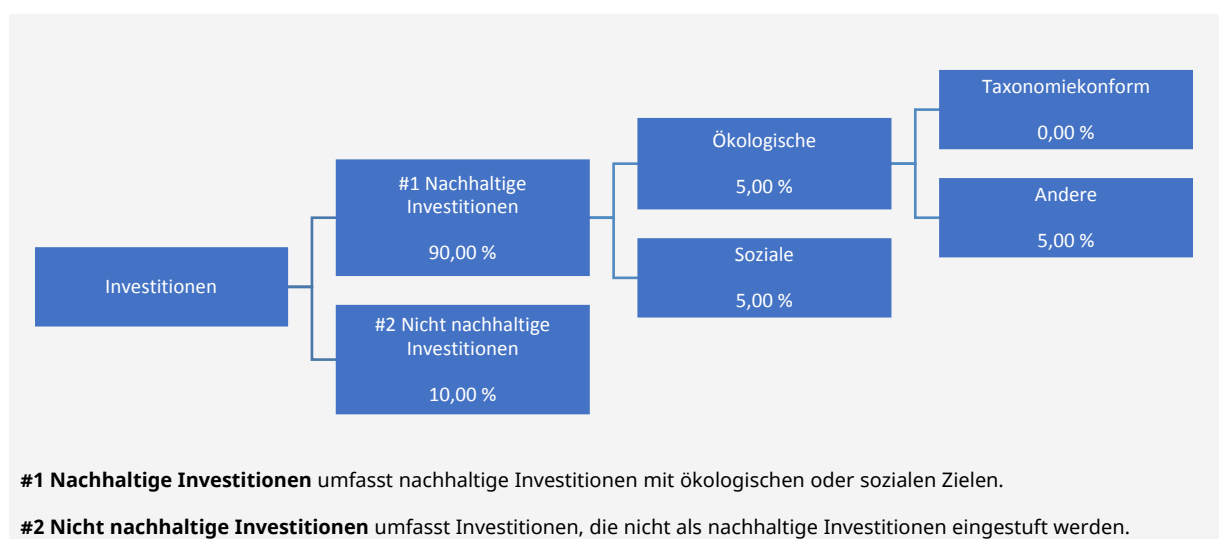 Investitionen
#1 Nachhaltige
Investitionen
90,00 %
#2 Nicht nachhaltige
Investitionen
10,00 %
Ökologische
5,00 %
Soziale
5,00 %
Taxonomiekonform
0,00 %
Andere
5,00 %
#1 Nachhaltige Investitionen umfasst nachhaltige Investitionen mit ökologischen oder sozialen Zielen.
#2 Nicht nachhaltige Investitionen umfasst Investitionen, die nicht als nachhaltige Investitionen eingestuft werden.